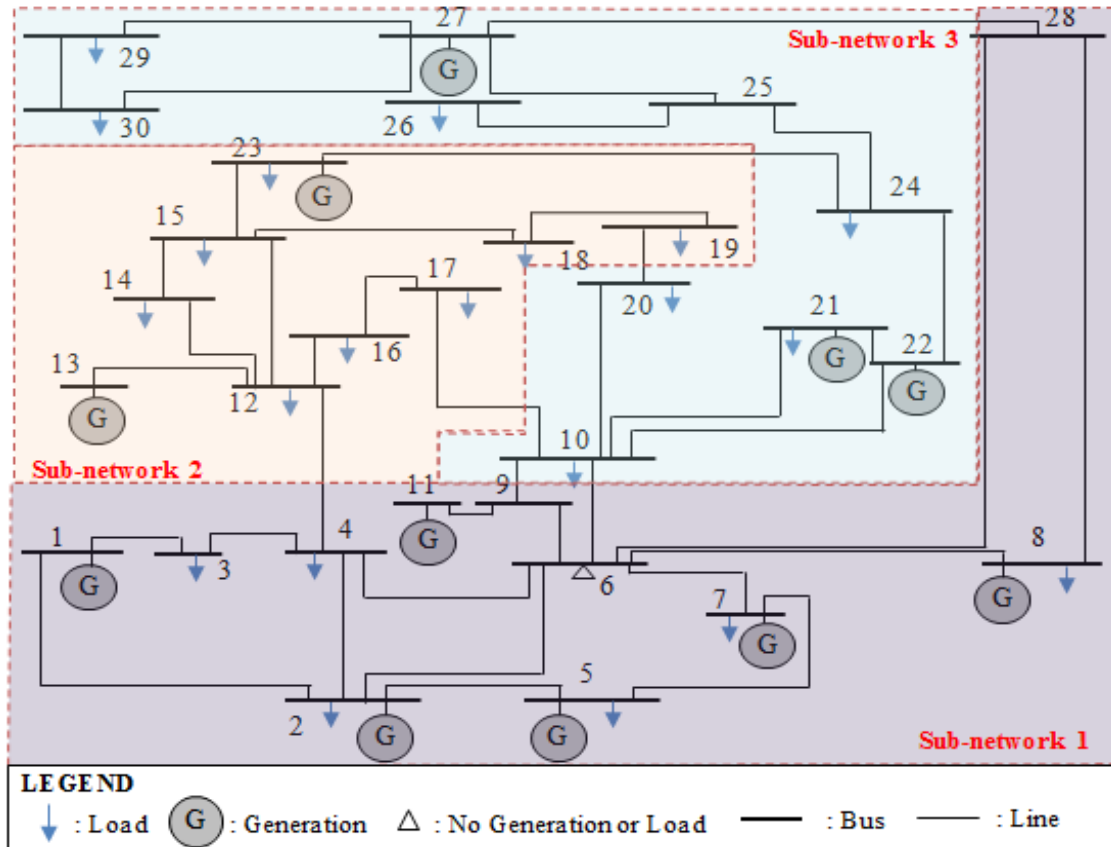 27
28
Sub-network 3
29
G
25
26
30
23
G
24
15
18
19
14
17
20
21
16
G
22
13
G
12
G
10
Sub-network 2
11
9
1
4
G
8
3
G
6
7
G
G
5
2
G
G
Sub-network 1
LEGEND
: Load
G
: Generation
: No Generation or Load
: Bus
: Line